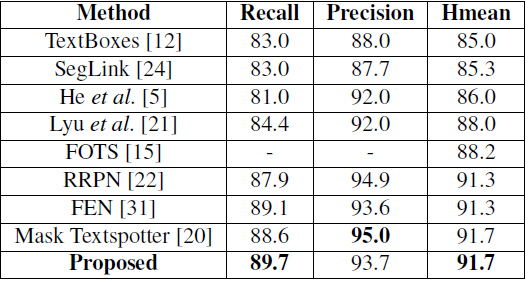 Method Recall Precision Hmean
TextBoxes [12] 83.0 88.0 85.0
SegLink [24] 83.0 87.7 85.3
He et al. [5] 81.0 92.0 86.0
Lyu et al. [21] 84.4 92.0 88.0
FOTS [15] - - 88.2
RRPN [22] 87.9 94.9 91.3
FEN [31] 89.1 93.6 91.3
Mask Textspotter [20] 88.6 95.0 91.7
Proposed 89.7 93.7 91.7